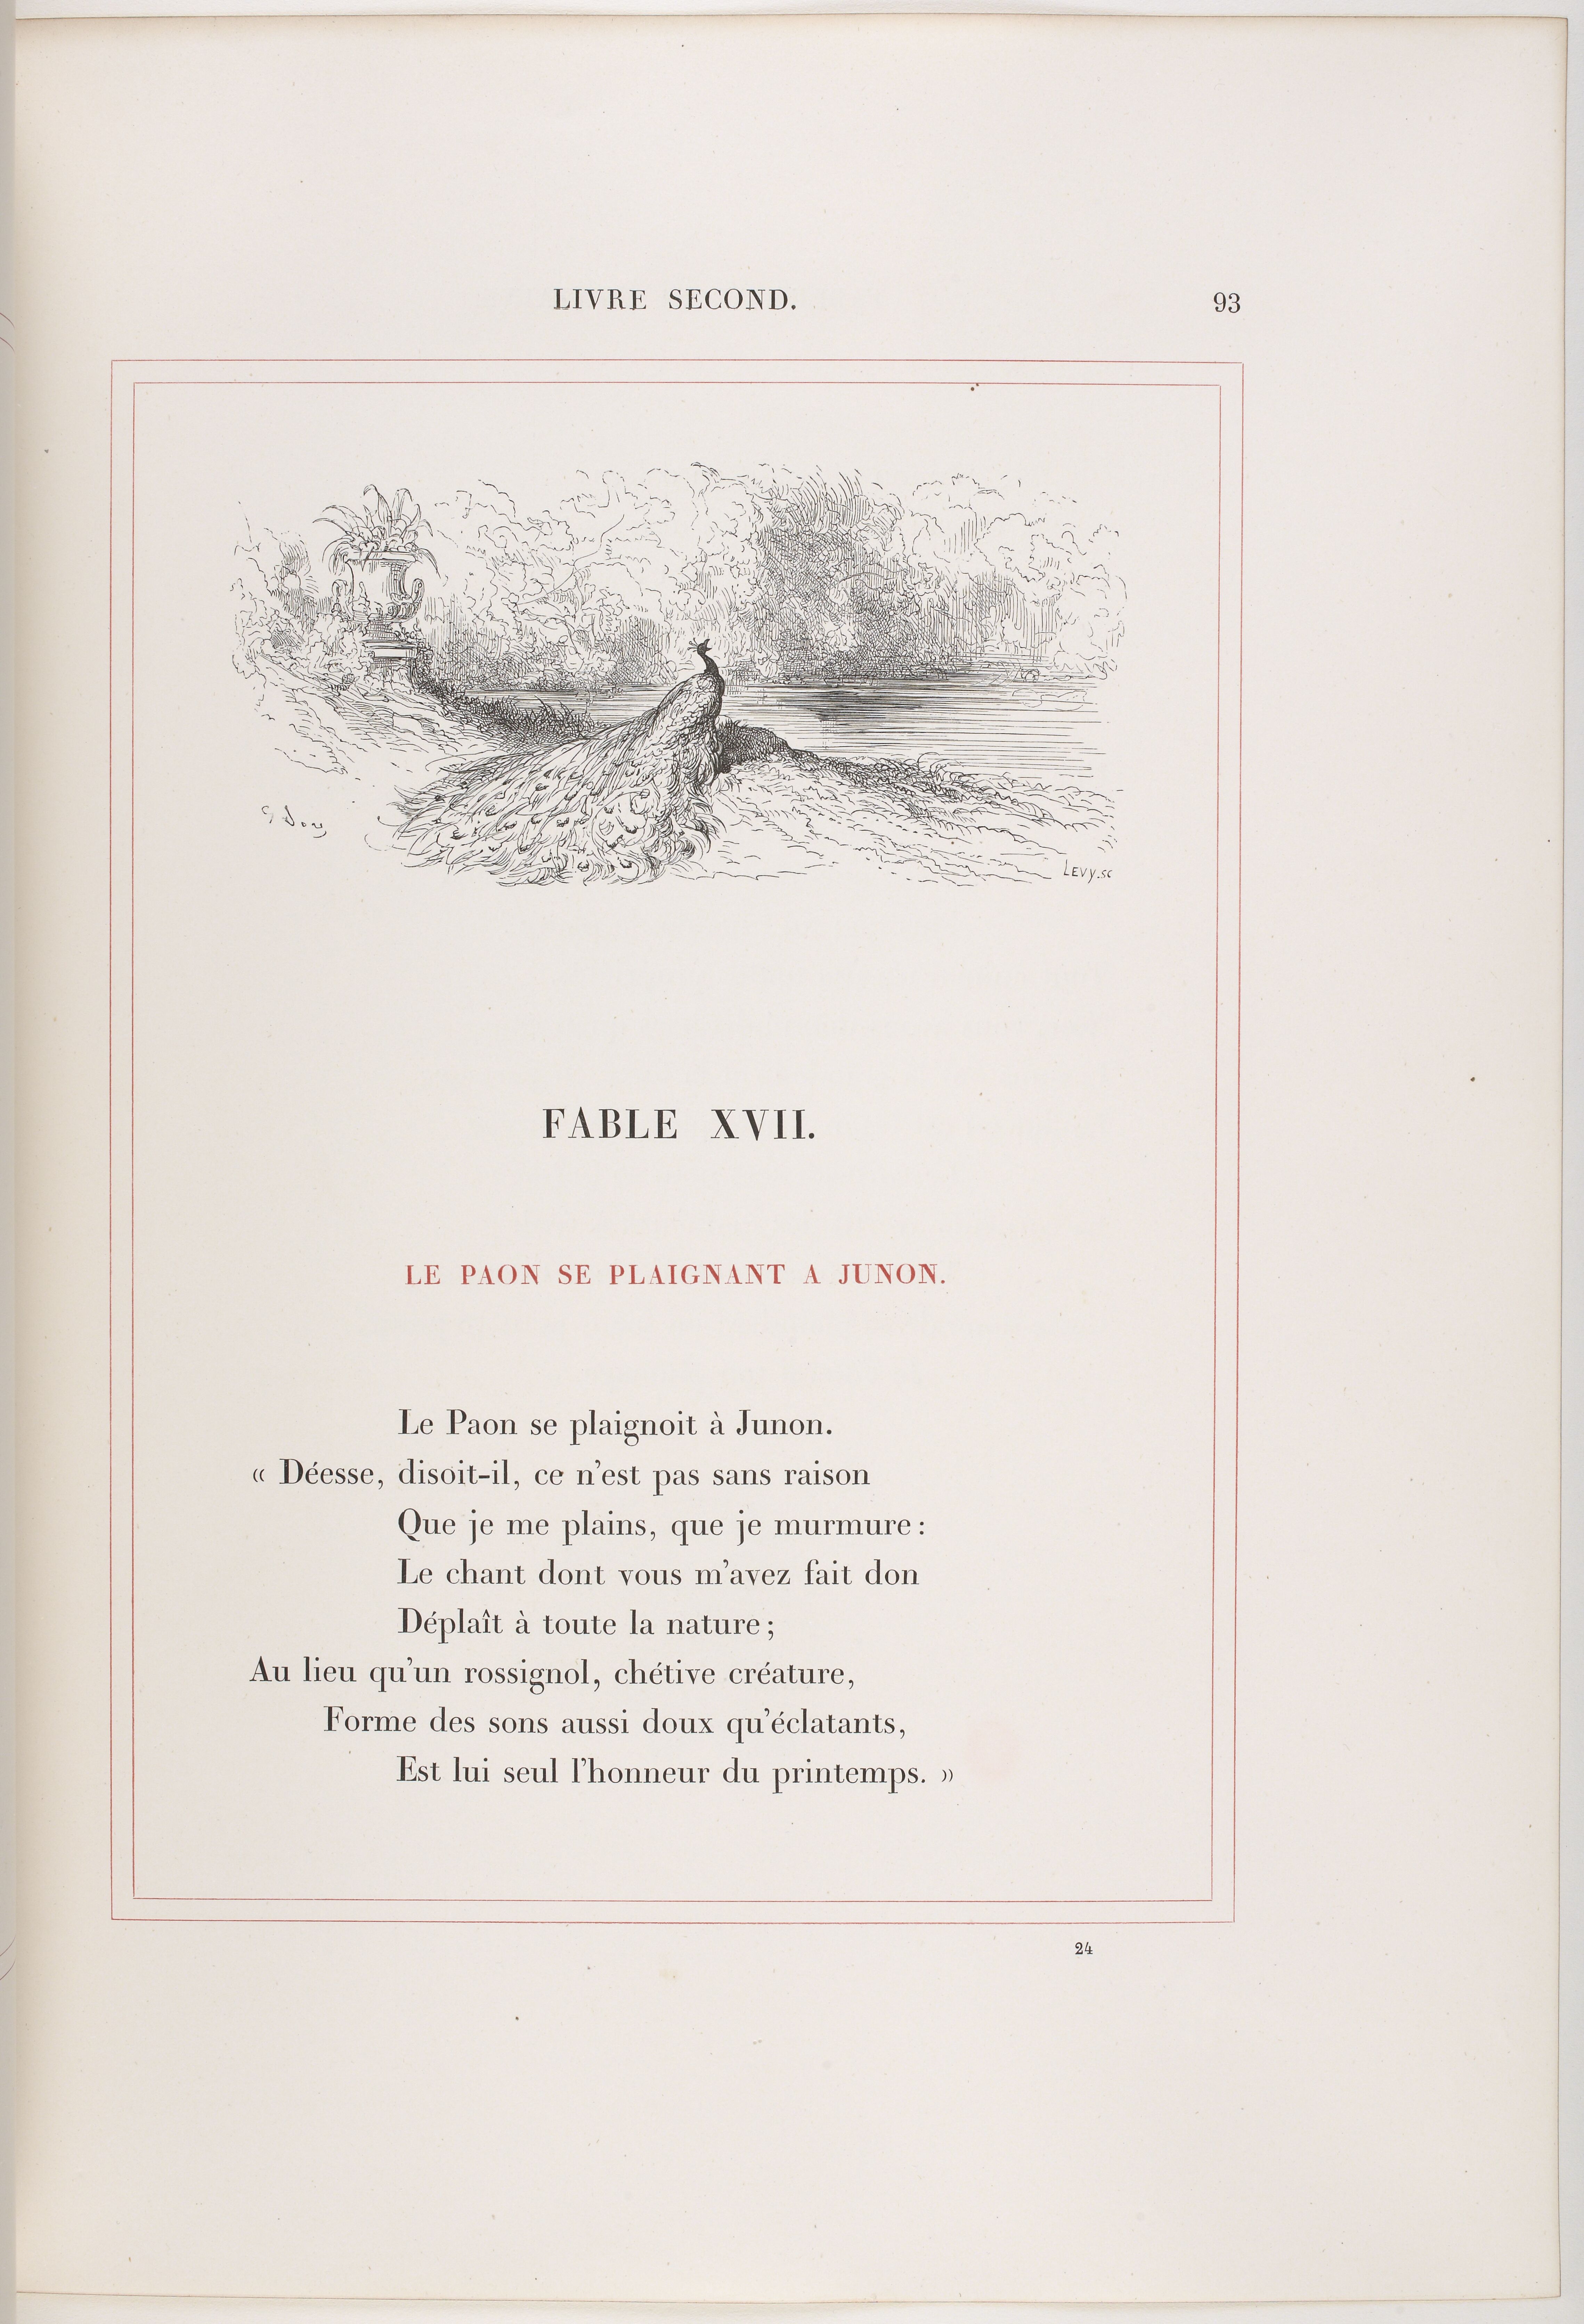 LIVRE SECOND.
93
G Dore
LEVY.SC
FABLE XVII.
LE PAON SE PLAIGNANT A JUNON.
Le Paon se plaignoit à Junon.
« Déesse, disoit-il, ce n'est pas sans raison
Que je me plains, que je murmure :
Le chant dont vous m'avez fait don
Déplaît à toute la nature ;
Au lieu qu'un rossignol, chétive créature,
Forme des sons aussi doux qu'éclatants,
Est lui seul l'honneur du printemps. »
24